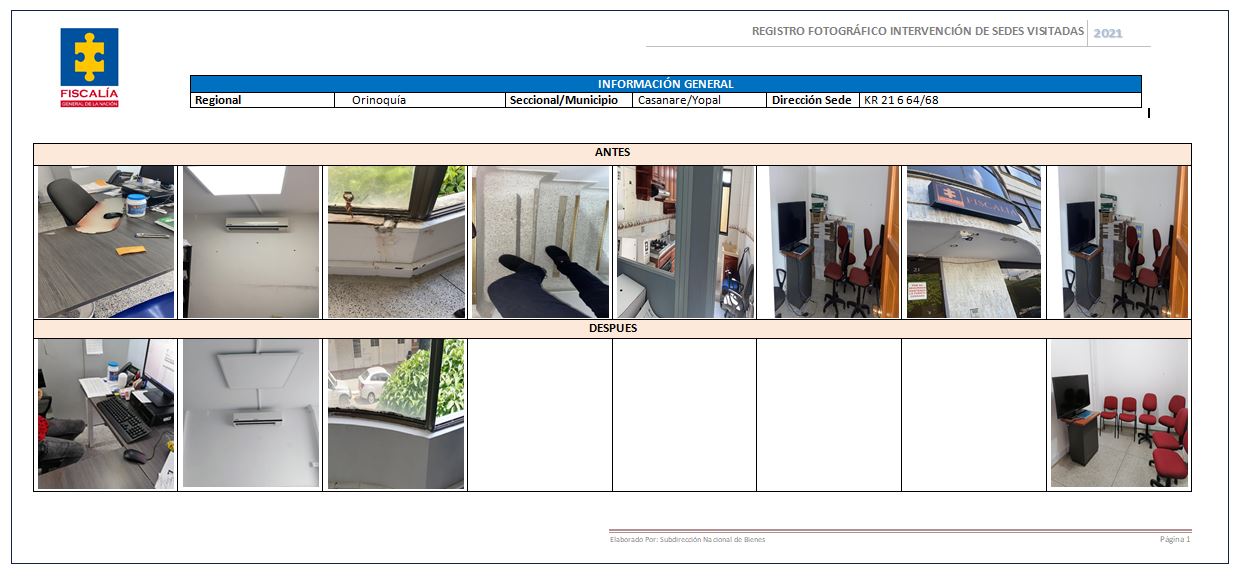 REGISTRO FOTOGRÁFICO INTERVENCIÓN DE SEDES VISITADAS 2021
FISCALÍA
GENERAL DE LA NACIÓN
INFORMACIÓN GENERAL
Regional Orinoquía Seccional/Municipio Casanare/Yopal Dirección Sede KR 21 6 64/68
ANTES
FISCALÍA
DESPUES
Elaborado Por: Subdirección Nacional de Bienes Página 1